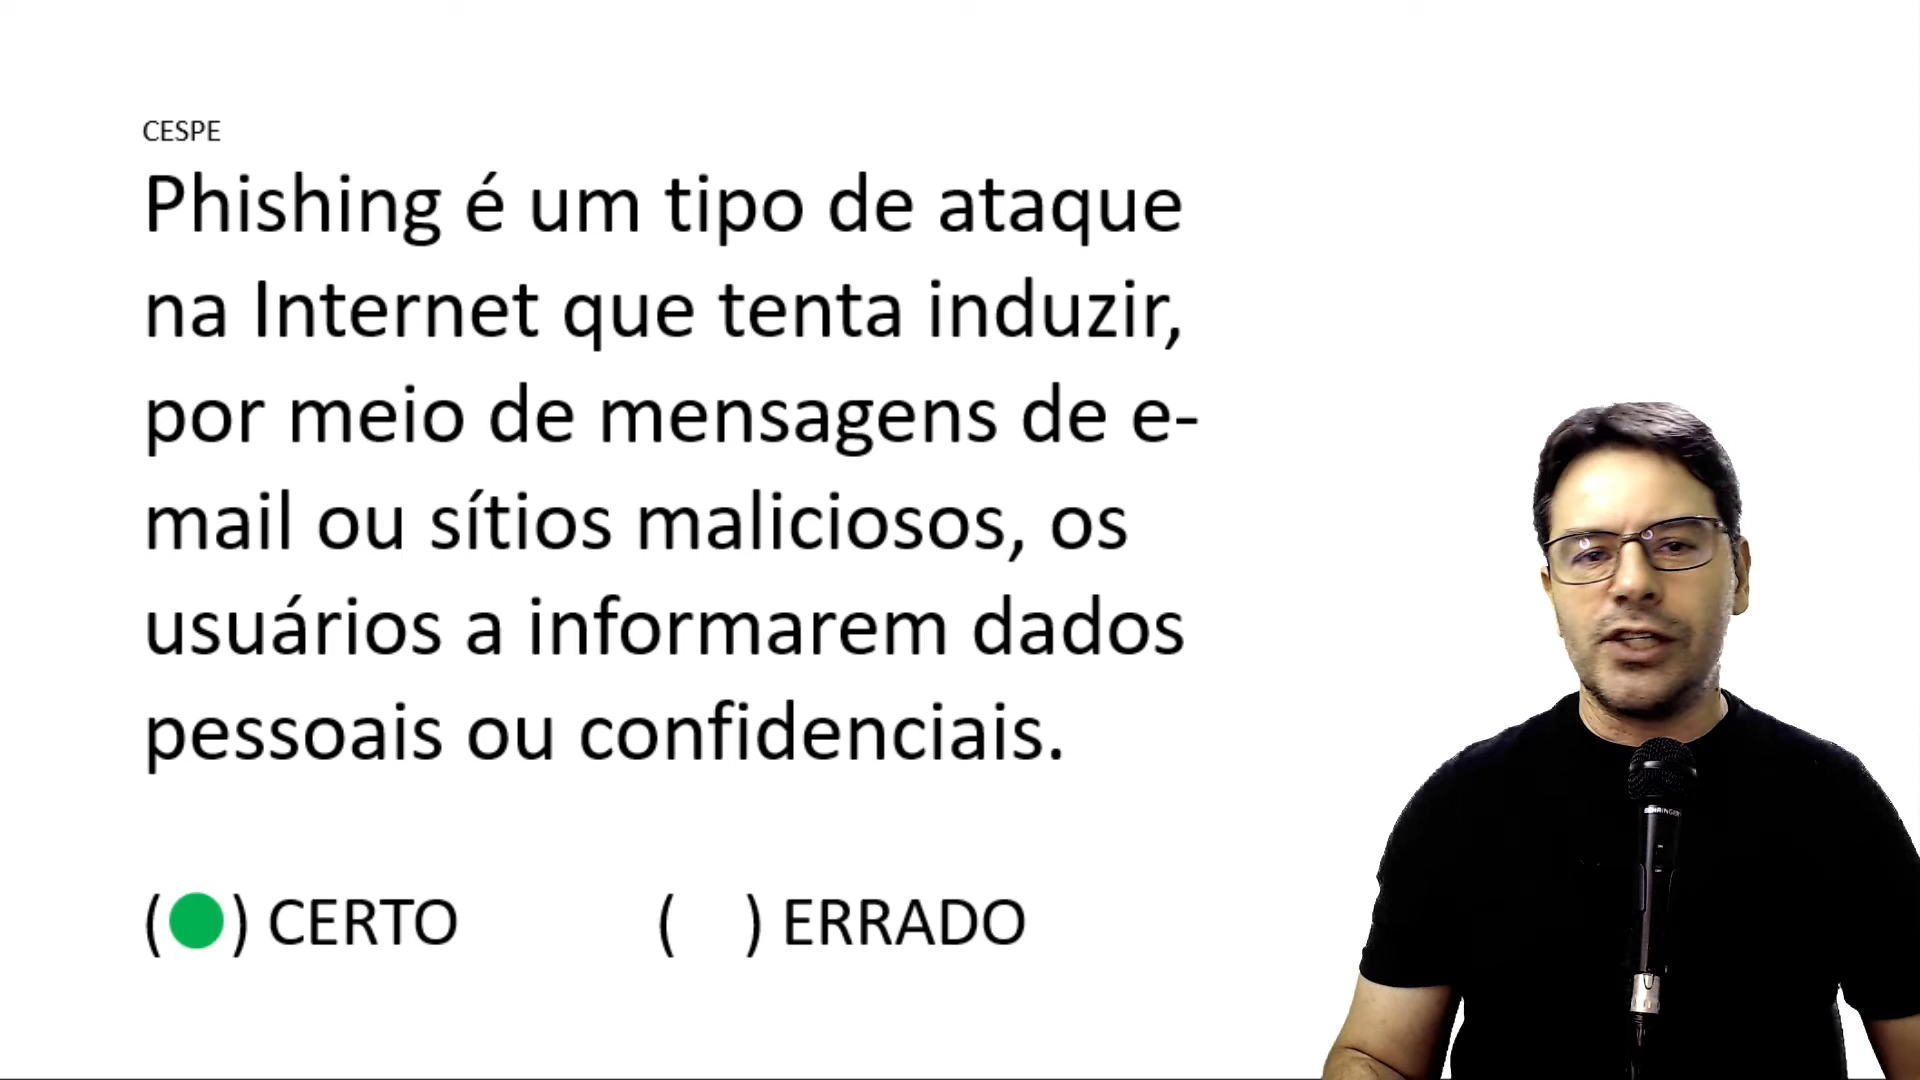 CESPE
Phishing é um tipo de ataque
na Internet que tenta induzir,
por meio de mensagens de e-
mail ou sítios maliciosos, os
usuários a informarem dados
pessoais ou confidenciais.
( ) CERTO ( ) ERRADO
BEHRINGER